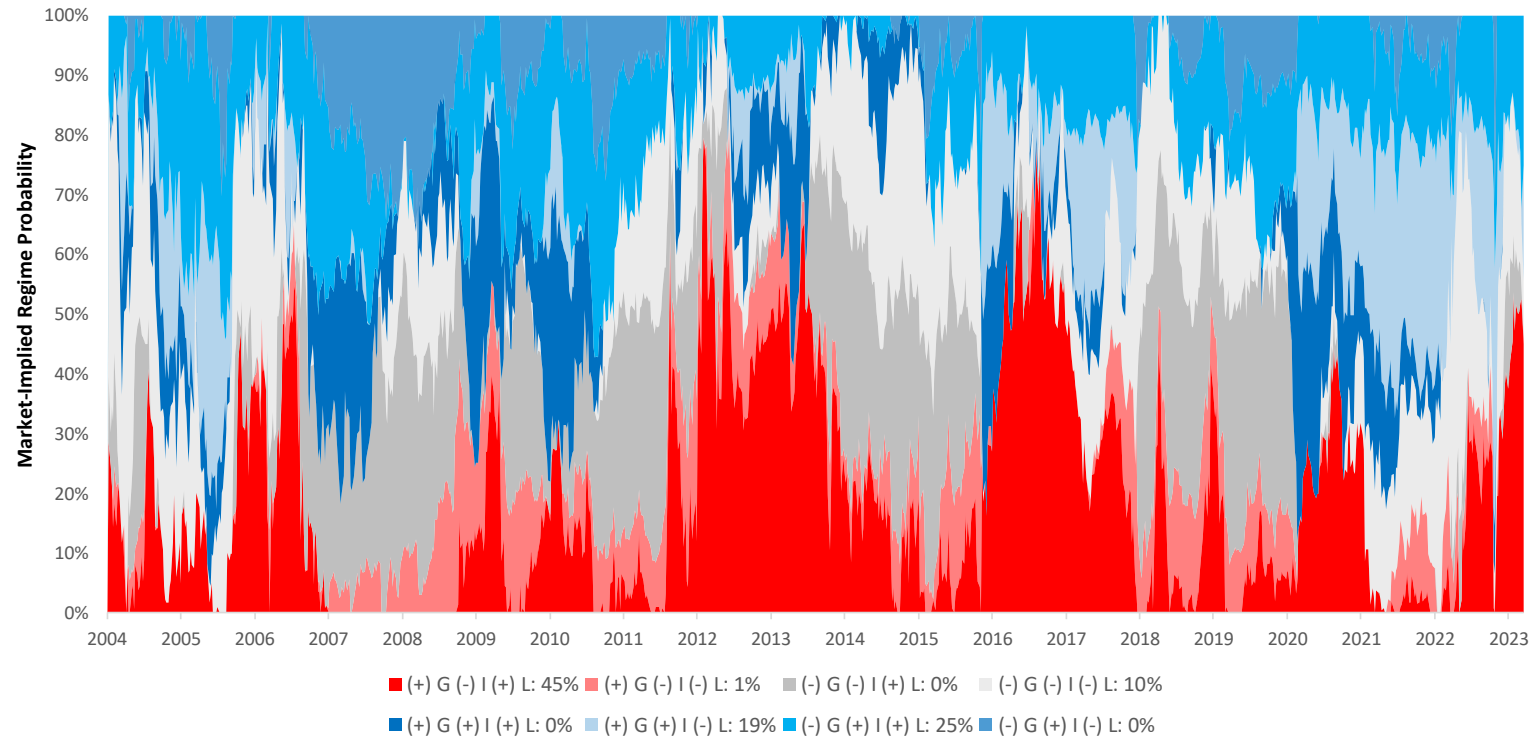 Market-Implied Regime Probability
100%
90%
80%
70%
60%
50%
40%
30%
20%
10%
0%
2004 2005 2006 2007 2008 2009 2010 2011 2012 2013 2014 2015 2016 2017 2018 2019 2020 2021 2022 2023
(+) G (-) I (+) L: 45% (+) G (-) I (-) L: 1% (-) G (-) I (+) L: 0% (-) G (-) I (-) L: 10%
(+) G (+) I (+) L: 0% (+) G (+) I (-) L: 19% (-) G (+) I (+) L: 25% (-) G (+) I (-) L: 0%